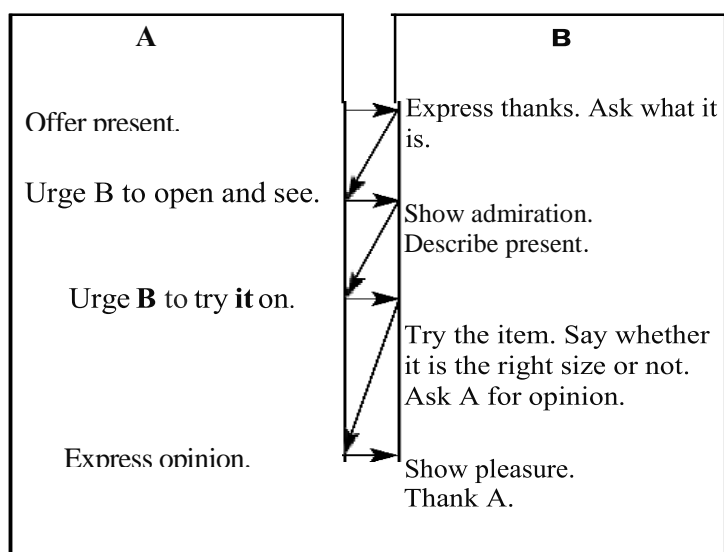 A
B
Offer present.
Express thanks. Ask what it
is.
Urge B to open and see.
Show admiration.
Describe present.
Urge B to try it on.
Try the item. Say whether
it is the right size or not.
Ask A for opinion.
Express opinion.
Show pleasure.
Thank A.